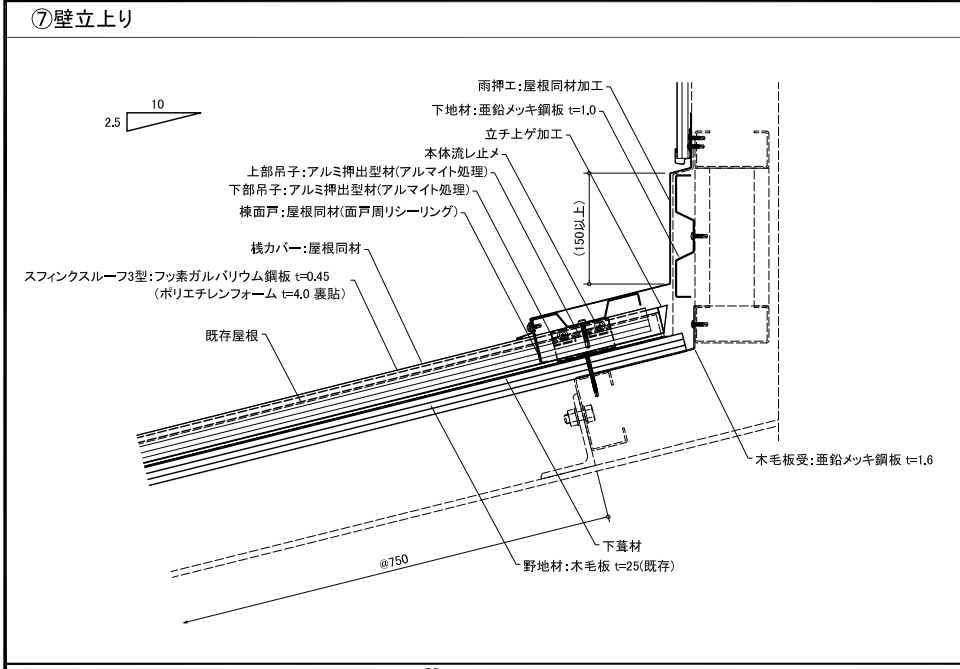 ⑦壁立上り
10
2.5
雨押エ:屋根同材加工
下地材:亜鉛メッキ鋼板 t=1.0
立チ上ゲ加工
本体流レ止メ
上部吊子:アルミ押出型材(アルマイト処理)
下部吊子:アルミ押出型材(アルマイト処理)
棟面戸:屋根同材(面戸周リシーリング)
桟カバー:屋根同材
スフィンクスルーフ3型:フッ素ガルバリウム鋼板 t=0.45
(ポリエチレンフォーム t=4.0 裏貼)
既存屋根
(150以上)
木毛板受:亜鉛メッキ鋼板 t=1.6
下葺材
野地材:木毛板 t=25(既存)
@750